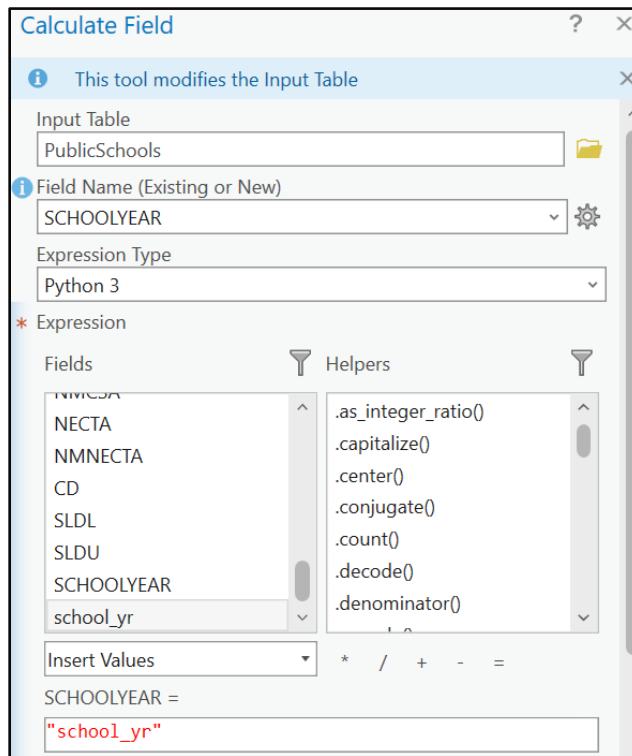 Calculate Field ? ×
This tool modifies the Input Table ×
Input Table
PublicSchools
Field Name (Existing or New)
SCHOOLYEAR
Expression Type
Python 3
* Expression
Fields
Helpers
NECTA
NMNECTA
CD
SLDL
SLDU
SCHOOLYEAR
school_yr
.as_integer_ratio()
.capitalize()
.center()
.conjugate()
.count()
.decode()
.denominator()
Insert Values
* / + - =
SCHOOLYEAR =
"school_yr"